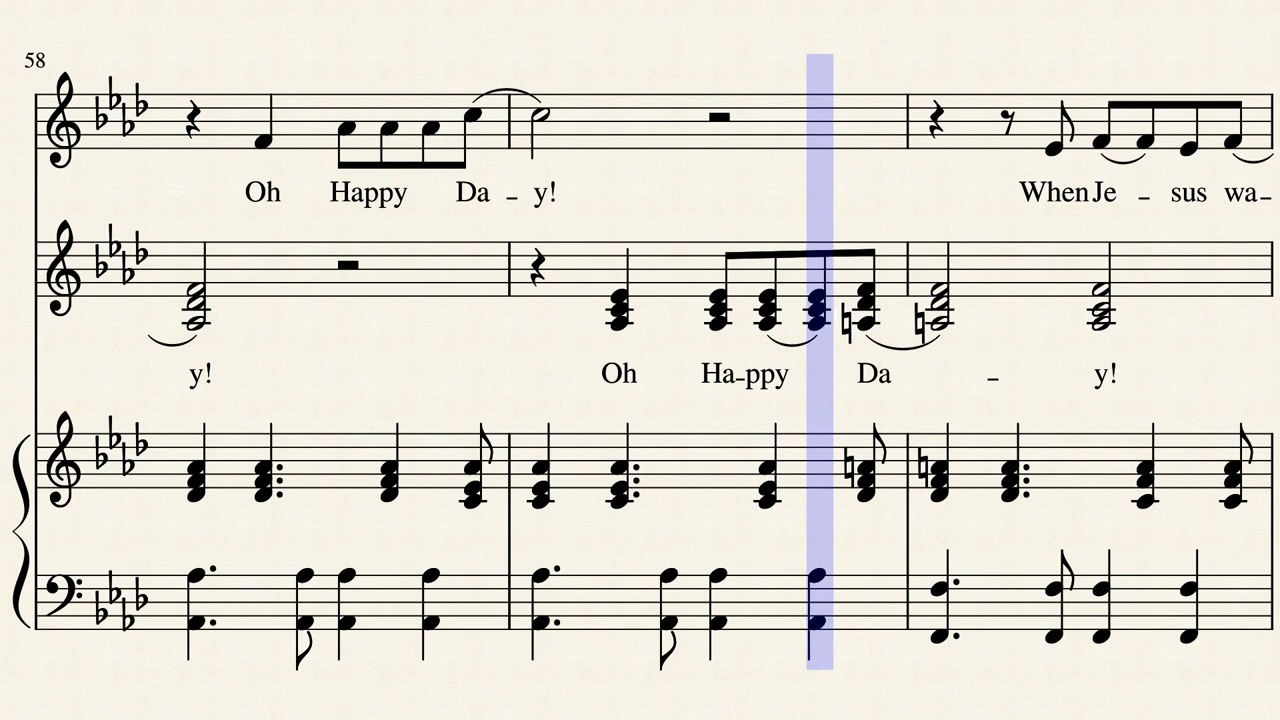 58
Oh Happy Da - y! When Je - sus wa-
y! Oh Ha-ppy Da - y!